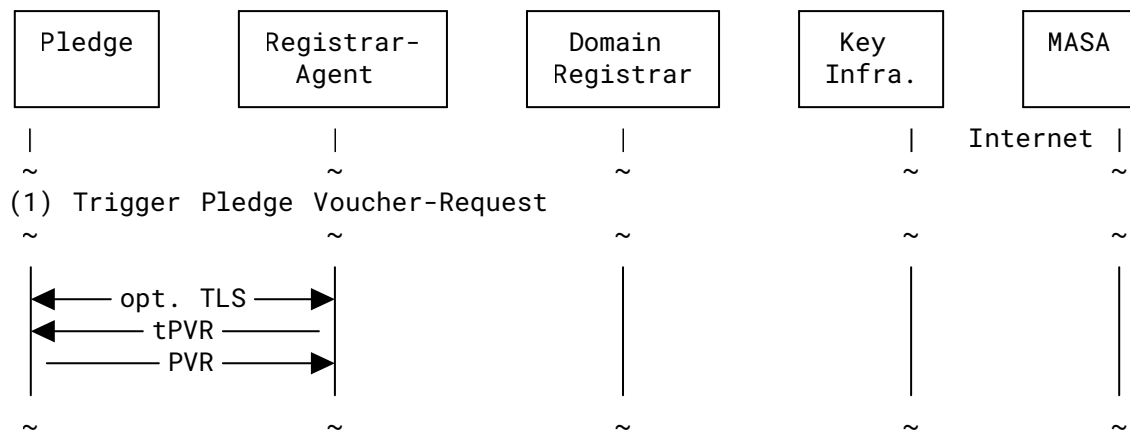 Pledge Registrar- Domain Key MASA
Agent Registrar Infra.
| | | | Internet |
~ ~ ~ ~ ~
(1) Trigger Pledge Voucher-Request
~ ~ ~ ~ ~
opt. TLS
tPVR
PVR
~ ~ ~ ~ ~